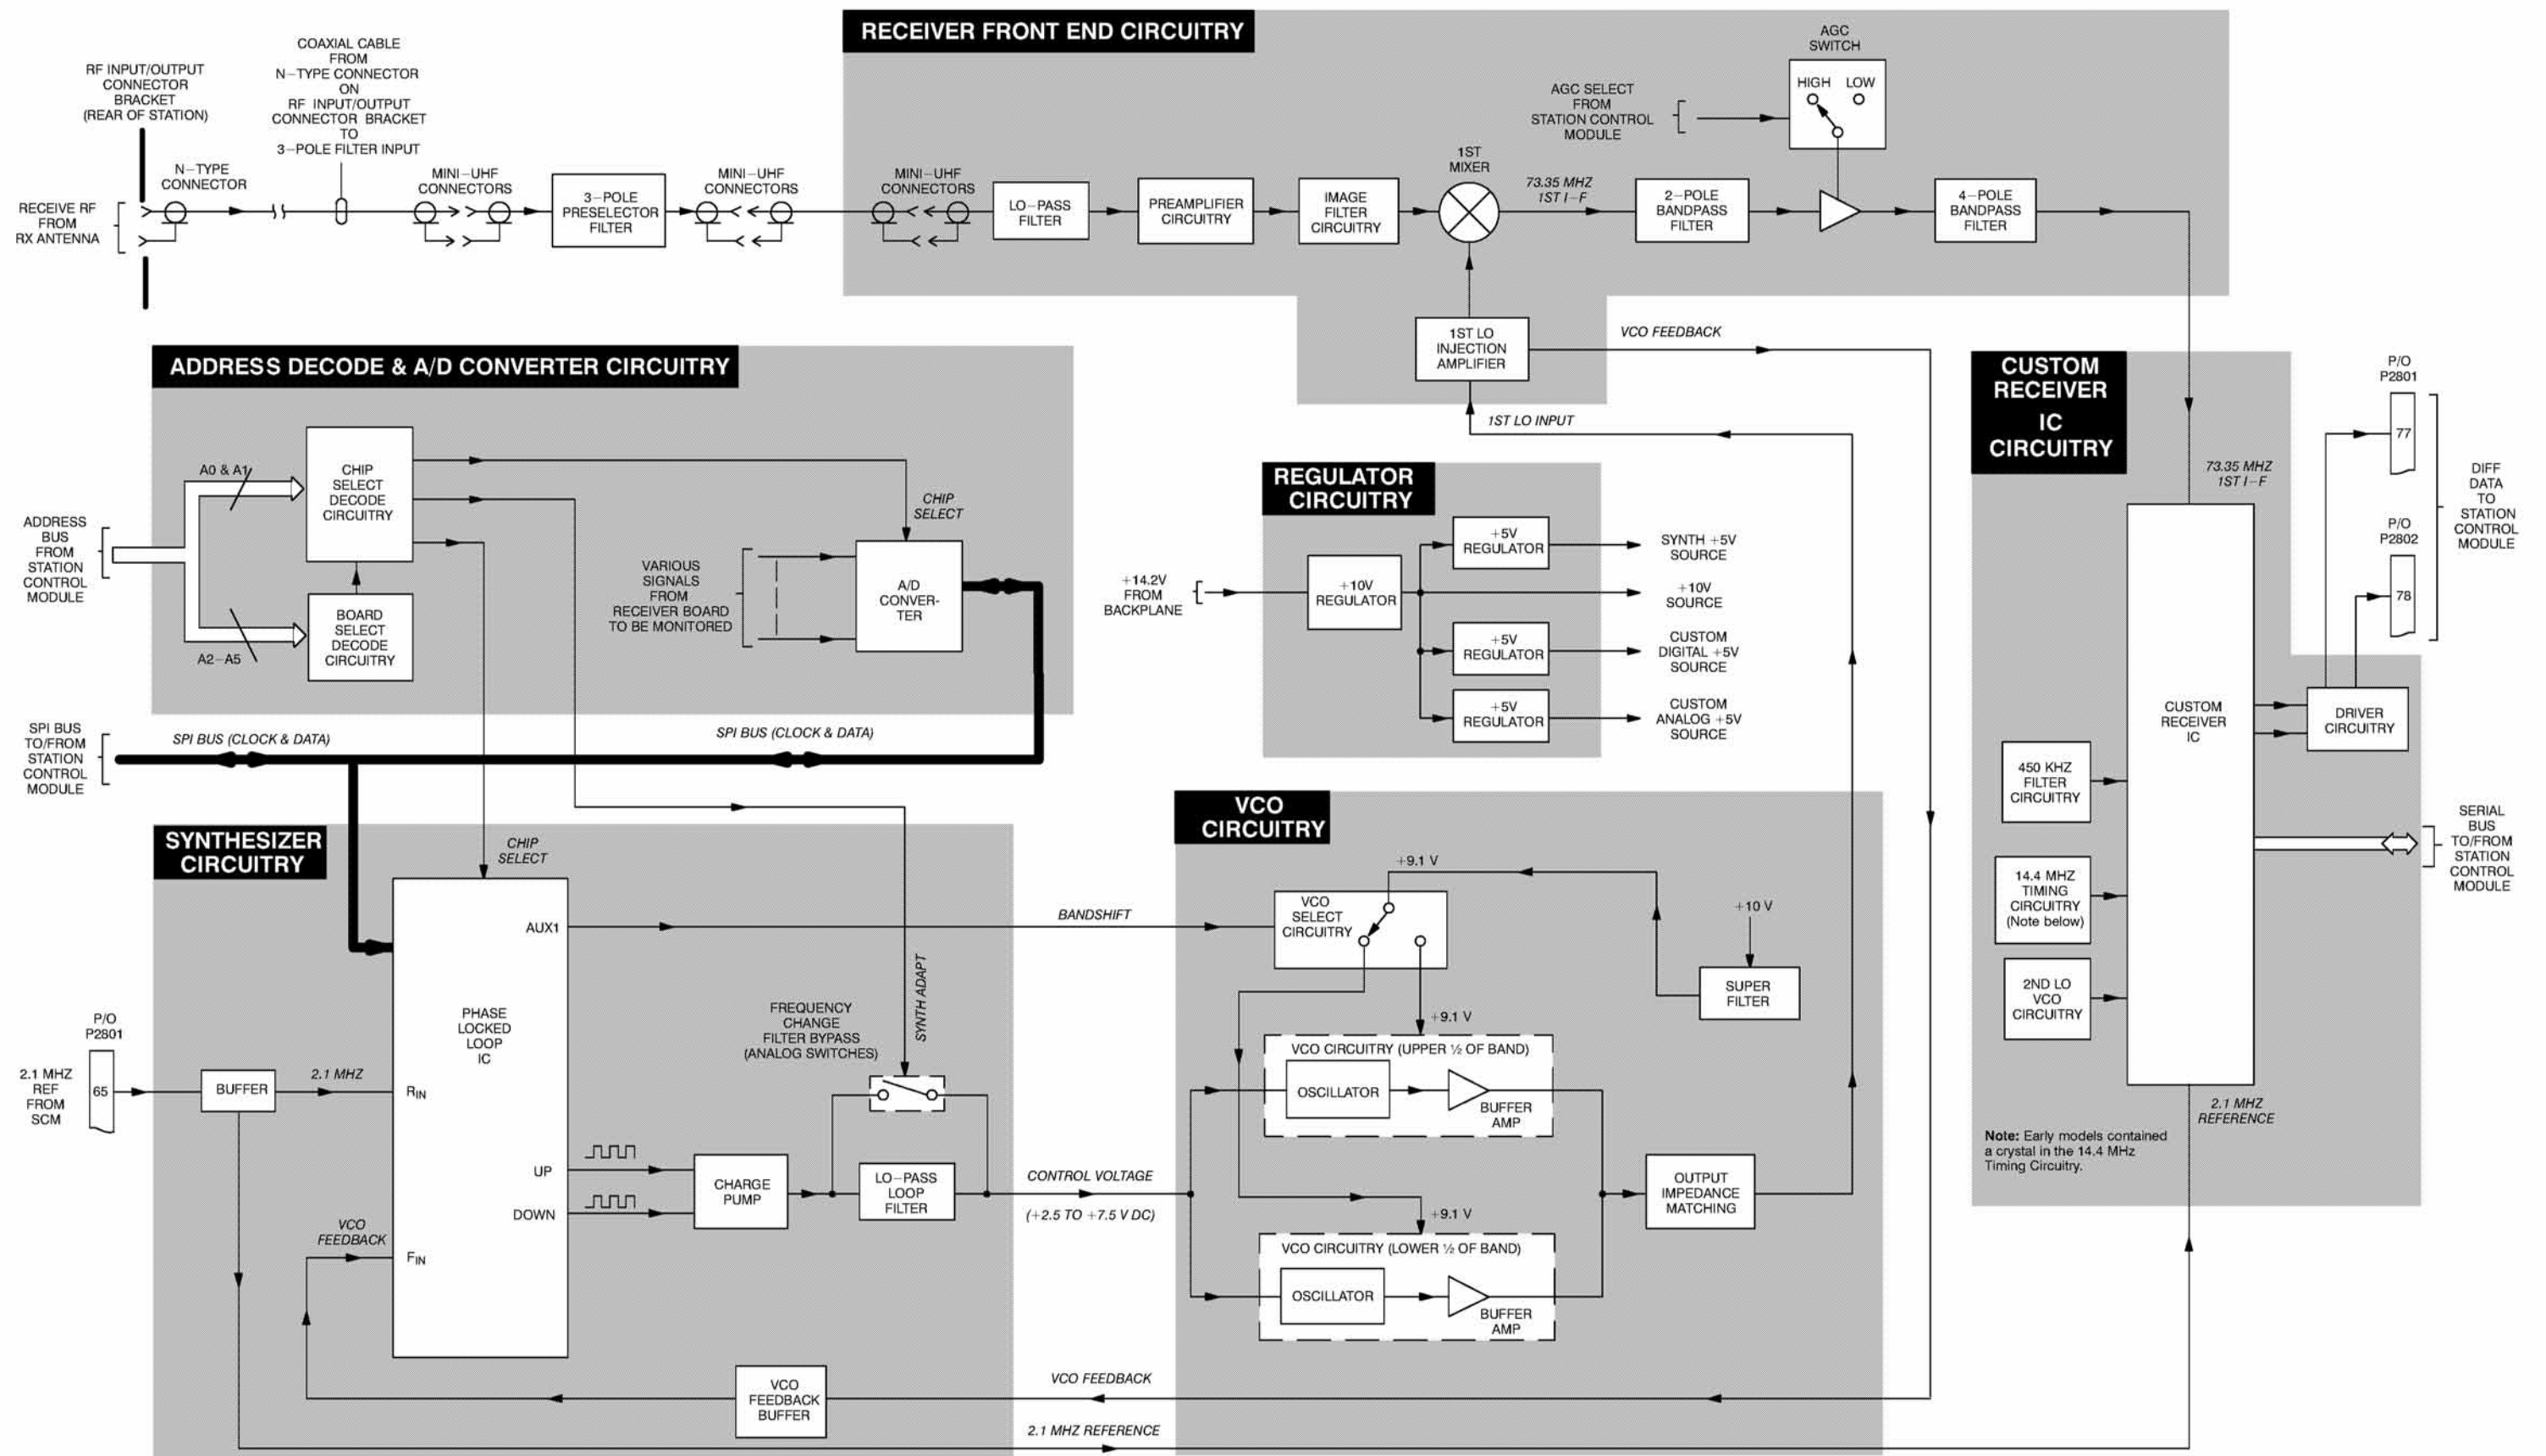 RECEIVER FRONT END CIRCUITRY
RF INPUT/OUTPUT
CONNECTOR
BRACKET
(REAR OF STATION)
COAXIAL CABLE
FROM
N-TYPE CONNECTOR
ON
RF INPUT/OUTPUT
CONNECTOR BRACKET
TO
3-POLE FILTER INPUT
N-TYPE
CONNECTOR
RECEIVE RF
FROM
RX ANTENNA
MINI-UHF
CONNECTORS
3-POLE
PRESELECTOR
FILTER
MINI-UHF
CONNECTORS
MINI-UHF
CONNECTORS
LO-PASS
FILTER
PREAMPLIFIER
CIRCUITRY
IMAGE
FILTER
CIRCUITRY
1ST
MIXER
73.35 MHZ
1ST I-F
AGC SELECT
FROM
STATION CONTROL
MODULE
AGC
SWITCH
HIGH LOW
2-POLE
BANDPASS
FILTER
4-POLE
BANDPASS
FILTER
1ST LO
INJECTION
AMPLIFIER
VCO FEEDBACK
1ST LO INPUT
ADDRESS DECODE & A/D CONVERTER CIRCUITRY
ADDRESS
BUS
FROM
STATION
CONTROL
MODULE
A0 & A1
A2-A5
CHIP
SELECT
DECODE
CIRCUITRY
BOARD
SELECT
DECODE
CIRCUITRY
VARIOUS
SIGNALS
FROM
RECEIVER BOARD
TO BE MONITORED
CHIP
SELECT
A/D
CONVER-
TER
SPI BUS
TO/FROM
STATION
CONTROL
MODULE
SPI BUS (CLOCK & DATA)
SPI BUS (CLOCK & DATA)
REGULATOR
CIRCUITRY
+14.2V
FROM
BACKPLANE
+10V
REGULATOR
+5V
REGULATOR
SYNTH +5V
SOURCE
+10V
SOURCE
+5V
REGULATOR
CUSTOM
DIGITAL +5V
SOURCE
+5V
REGULATOR
CUSTOM
ANALOG +5V
SOURCE
CUSTOM
RECEIVER
IC
CIRCUITRY
73.35 MHZ
1ST I-F
P/O
P2801
77
P/O
P2802
78
DIFF
DATA
TO
STATION
CONTROL
MODULE
CUSTOM
RECEIVER
IC
DRIVER
CIRCUITRY
450 KHZ
FILTER
CIRCUITRY
14.4 MHZ
TIMING
CIRCUITRY
(Note below)
2ND LO
VCO
CIRCUITRY
SERIAL
BUS
TO/FROM
STATION
CONTROL
MODULE
2.1 MHZ
REFERENCE
Note: Early models contained
a crystal in the 14.4 MHz
Timing Circuitry.
SYNTHESIZER
CIRCUITRY
CHIP
SELECT
P/O
P2801
2.1 MHZ
REF
FROM
SCM
65
BUFFER
2.1 MHZ
AUX1
PHASE
LOCKED
LOOP
IC
RIN
UP
DOWN
VCO
FEEDBACK
FIN
CHARGE
PUMP
FREQUENCY
CHANGE
FILTER BYPASS
(ANALOG SWITCHES)
SYNTH ADAPT
LO-PASS
LOOP
FILTER
VCO
FEEDBACK
BUFFER
BANDSHIFT
CONTROL VOLTAGE
(+2.5 TO +7.5 V DC)
VCO FEEDBACK
2.1 MHZ REFERENCE
VCO
CIRCUITRY
VCO
SELECT
CIRCUITRY
+9.1 V
+10 V
SUPER
FILTER
+9.1 V
VCO CIRCUITRY (UPPER ½ OF BAND)
OSCILLATOR
BUFFER
AMP
+9.1 V
VCO CIRCUITRY (LOWER ½ OF BAND)
OSCILLATOR
BUFFER
AMP
OUTPUT
IMPEDANCE
MATCHING